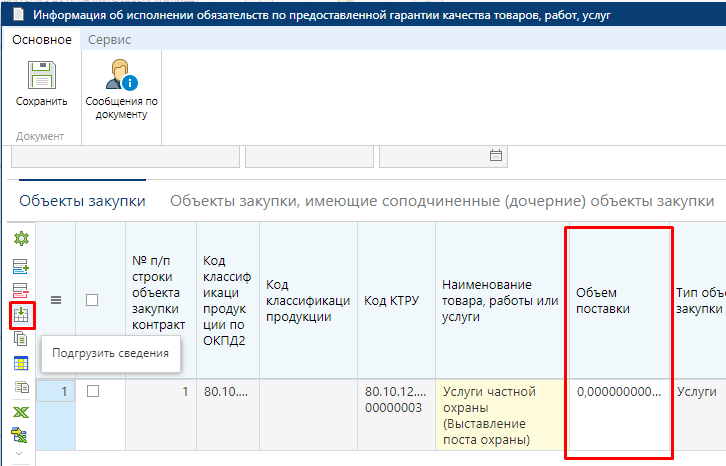 Информация об исполнении обязательств по предоставленной гарантии качества товаров, работ, услуг
Основное Сервис
Сохранить
Сообщения по
документу
Документ
Объекты закупки Объекты закупки, имеющие соподчиненные (дочерние) объекты закупки
№ п/п
строки
объекта
закупки
контракт
Код
классиф
икаци
продук
ции по
ОКПД2
Код
классификаци
продукции
Код КТРУ
Наименование
товара, работы или
услуги
Объем
поставки
Тип объе
закупки
Подгрузить сведения
1
1
80.10....
80.10.12....
00000003
Услуги частной
охраны
(Выставление
поста охраны)
0,000000000...
Услуги